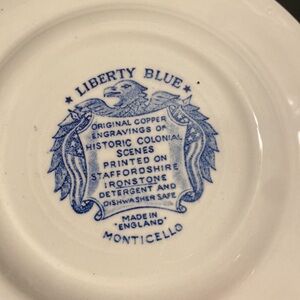 ★ LIBERTY BLUE ★
ORIGINAL COPPER
ENGRAVINGS OF
HISTORIC COLONIAL
SCENES
PRINTED ON
STAFFORDSHIRE
IRONSTONE
DETERGENT AND
DISHWASHER SAFE
MADE IN
"ENGLAND"
MONTICELLO